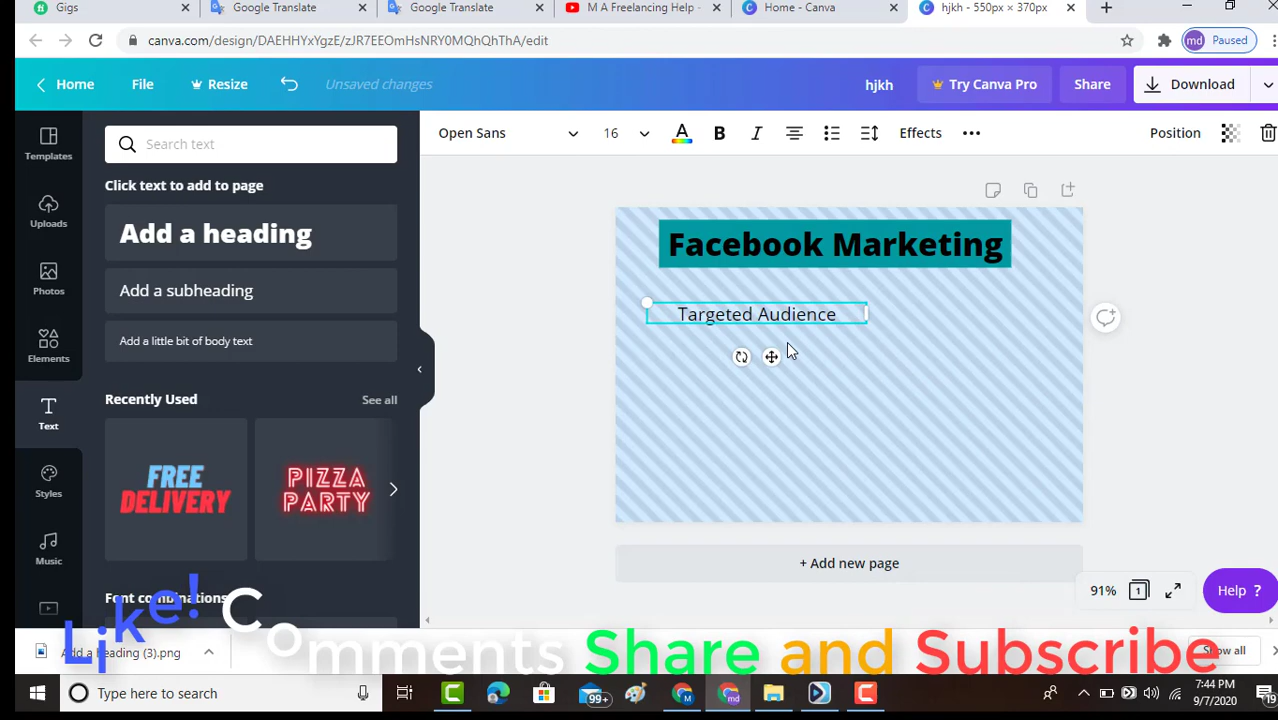 Gigs
Google Translate
Google Translate
M A Freelancing Help -
Home - Canva
hjkh - 550px × 370px
canva.com/design/DAEHHYxYgzE/zJR7EEOmHsNRY0MQhQhThA/edit
md Paused
Home
File
Resize
Unsaved changes
hjkh
Try Canva Pro
Share
Download
Templates
Search text
Open Sans
16
A
B
I
Effects
Position
Click text to add to page
Uploads
Add a heading
Facebook Marketing
Photos
Add a subheading
Targeted Audience
Elements
Add a little bit of body text
Recently Used
See all
Text
FREE
DELIVERY
PIZZA
PARTY
Styles
Music
+ Add new page
91%
1
Help ?
Font combinations
Like! Comments Share and Subscribe
Add a heading (3).png
Show all
Type here to search
99+
7:44 PM
9/7/2020
19